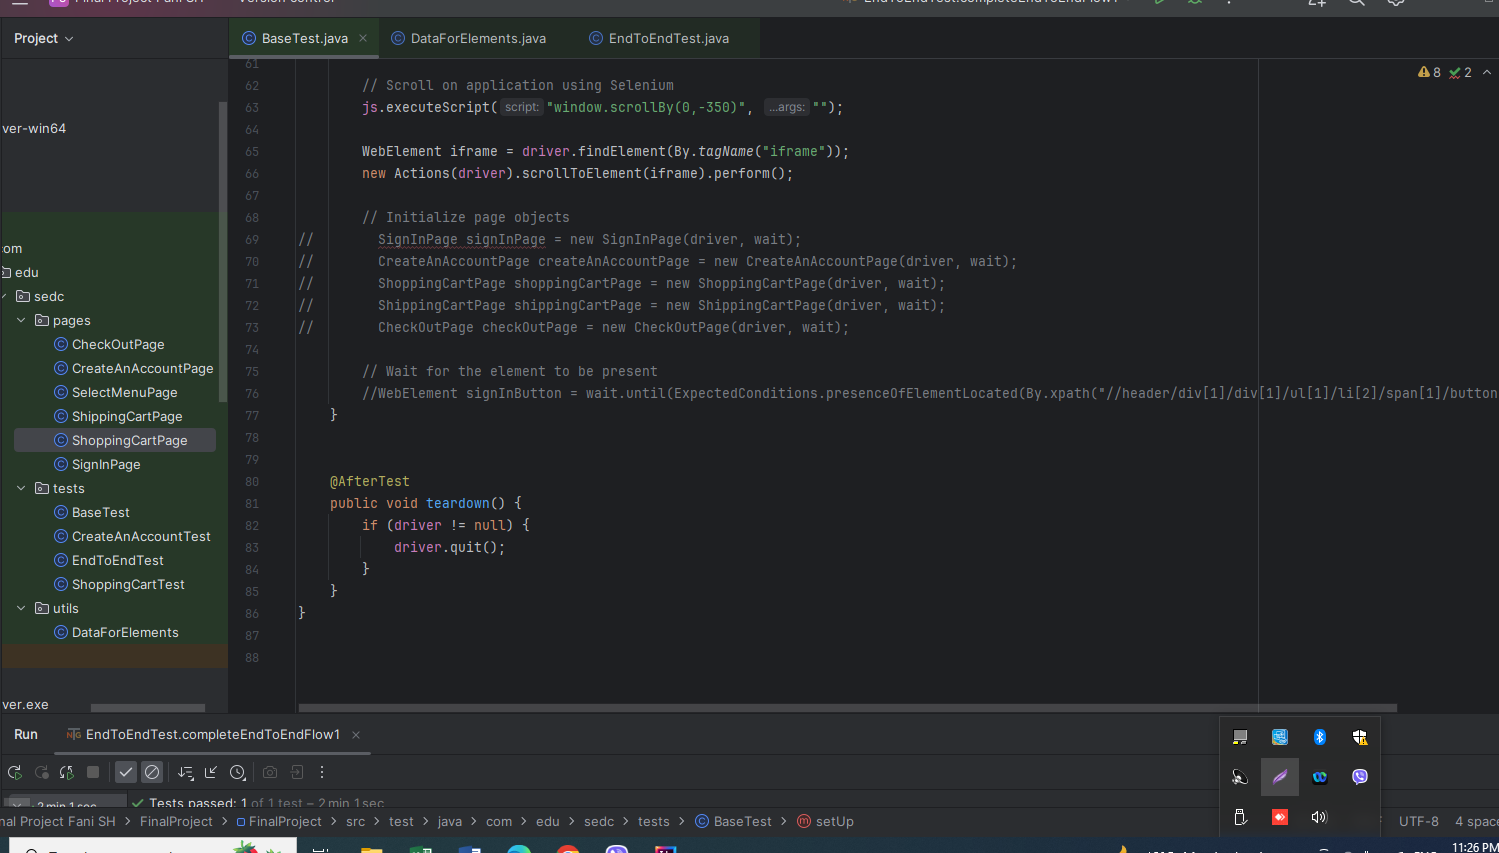 Project
BaseTest.java
DataForElements.java
EndToEndTest.java
8
2
ver-win64
com
edu
sedc
pages
CheckOutPage
CreateAnAccountPage
SelectMenuPage
ShippingCartPage
ShoppingCartPage
SignInPage
tests
BaseTest
CreateAnAccountTest
EndToEndTest
ShoppingCartTest
utils
DataForElements
ver.exe
61
62 // Scroll on application using Selenium
63 js.executeScript( script: "window.scrollBy(0,-350)", ...args: "");
64
65 WebElement iframe = driver.findElement(By.tagName("iframe"));
66 new Actions(driver).scrollToElement(iframe).perform();
67
68 // Initialize page objects
69 // SignInPage signInPage = new SignInPage(driver, wait);
70 // CreateAnAccountPage createAnAccountPage = new CreateAnAccountPage(driver, wait);
71 // ShoppingCartPage shoppingCartPage = new ShoppingCartPage(driver, wait);
72 // ShippingCartPage shippingCartPage = new ShippingCartPage(driver, wait);
73 // CheckOutPage checkOutPage = new CheckOutPage(driver, wait);
74
75 // Wait for the element to be present
76 //WebElement signInButton = wait.until(ExpectedConditions.presenceOfElementLocated(By.xpath("//header/div[1]/div[1]/ul[1]/li[2]/span[1]/button
77 }
78
79
80 @AfterTest
81 public void teardown() {
82 if (driver != null) {
83 driver.quit();
84 }
85 }
86 }
87
88
Run
EndToEndTest.completeEndToEndFlow1
2 min 1 sec
Tests passed: 1 of 1 test – 2 min 1 sec
nal Project Fani SH > FinalProject > FinalProject > src > test > java > com > edu > sedc > tests > BaseTest > setUp
UTF-8
4 space
11:26 PM